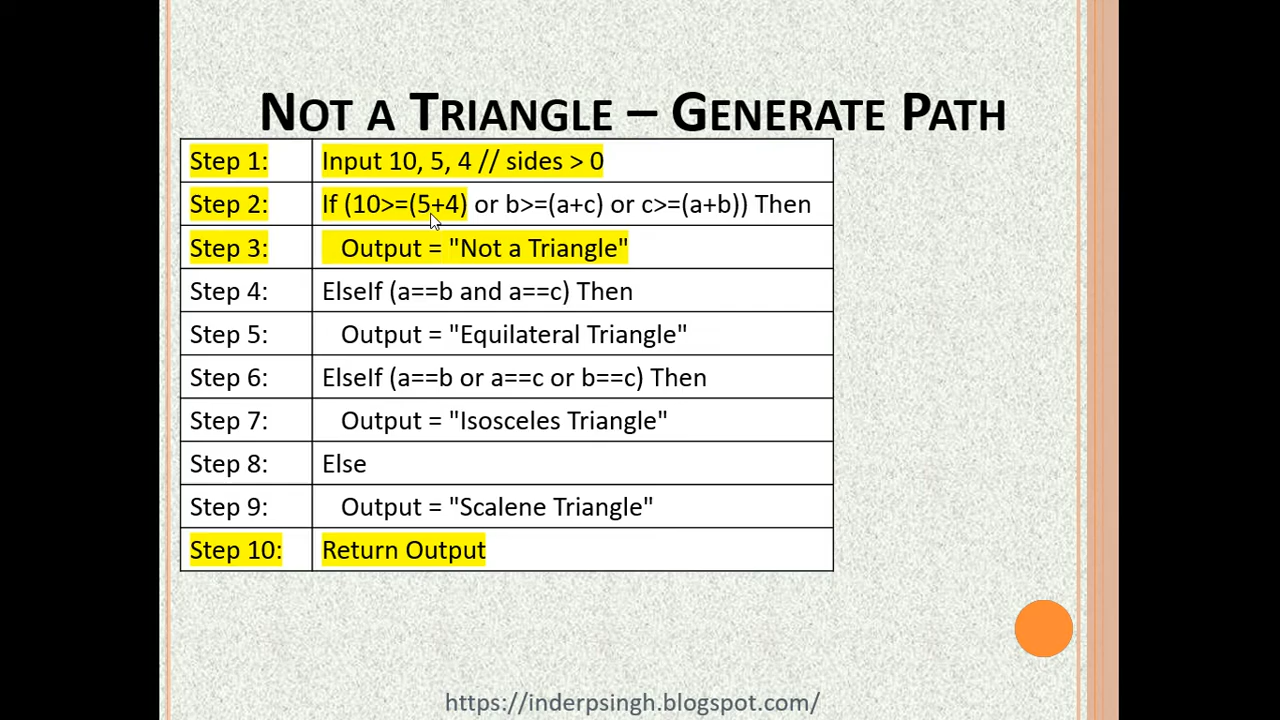 NOT A TRIANGLE – GENERATE PATH
Step 1: Input 10, 5, 4 // sides > 0
Step 2: If (10>=(5+4) or b>=(a+c) or c>=(a+b)) Then
Step 3: Output = "Not a Triangle"
Step 4: ElseIf (a==b and a==c) Then
Step 5: Output = "Equilateral Triangle"
Step 6: ElseIf (a==b or a==c or b==c) Then
Step 7: Output = "Isosceles Triangle"
Step 8: Else
Step 9: Output = "Scalene Triangle"
Step 10: Return Output
https://inderpsingh.blogspot.com/